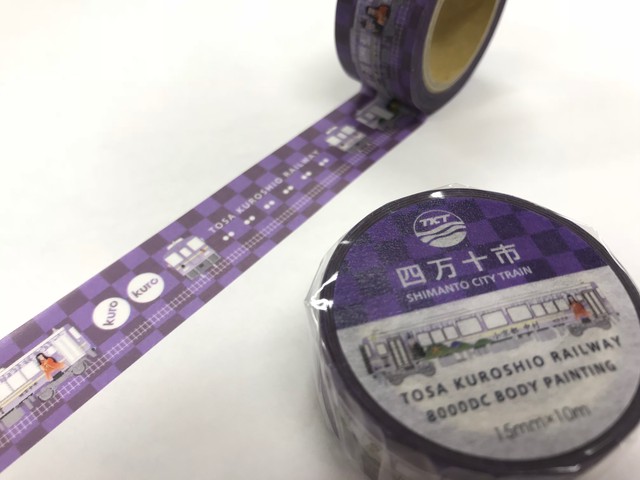 TOSA KUROSHIO RAILWAY
kuro
kuro
TKT
四万十市
SHIMANTO CITY TRAIN
TOSA KUROSHIO RAILWAY
8000DC BODY PAINTING
15mm×10m